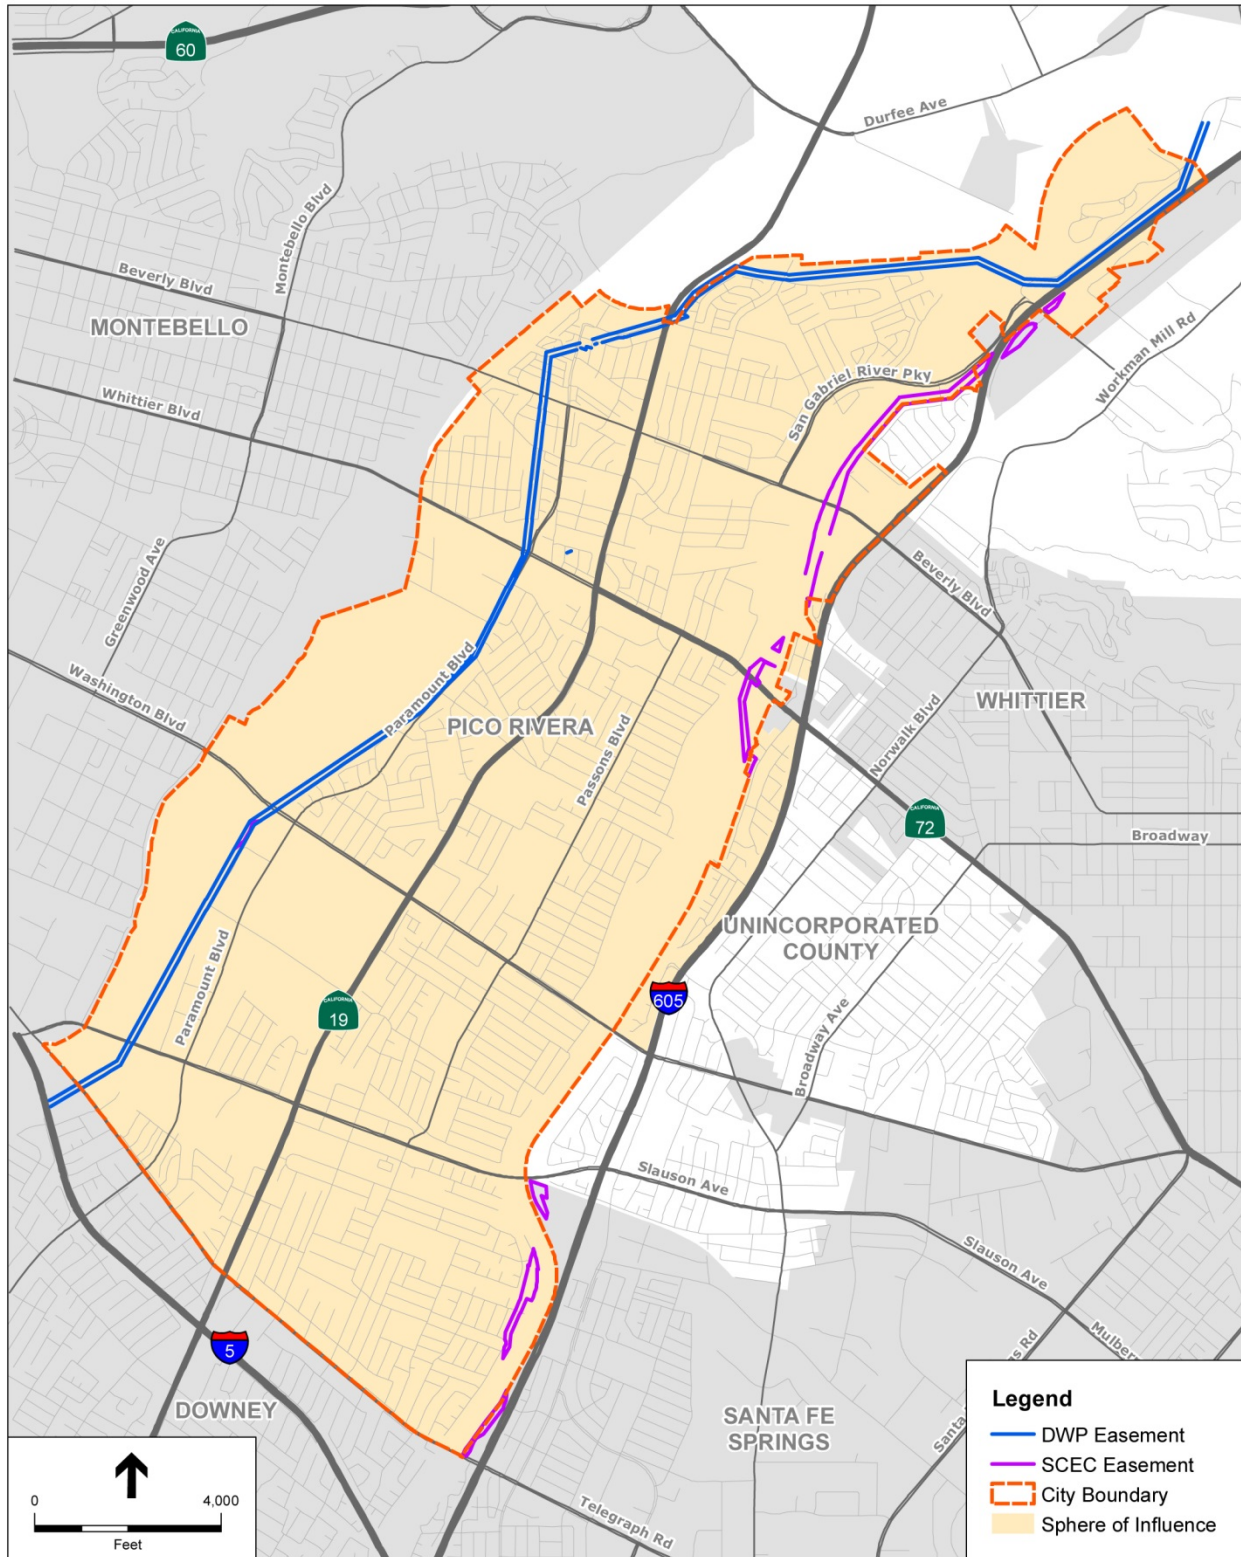 CALIFORNIA
60
Durfee Ave
Montebello Blvd
Beverly Blvd
MONTEBELLO
Whittier Blvd
San Gabriel River Pky
Workman Mill Rd
Greenwood Ave
Beverly Blvd
Washington Blvd
Paramount Blvd
PICO RIVERA
Passons Blvd
Norwalk Blvd
WHITTIER
CALIFORNIA
72
Broadway
UNINCORPORATED
COUNTY
Paramount Blvd
CALIFORNIA
19
605
Broadway Ave
Slauson Ave
Slauson Ave
5
DOWNEY
SANTA FE
SPRINGS
Telegraph Rd
0
4,000
Feet
Legend
DWP Easement
SCEC Easement
City Boundary
Sphere of Influence